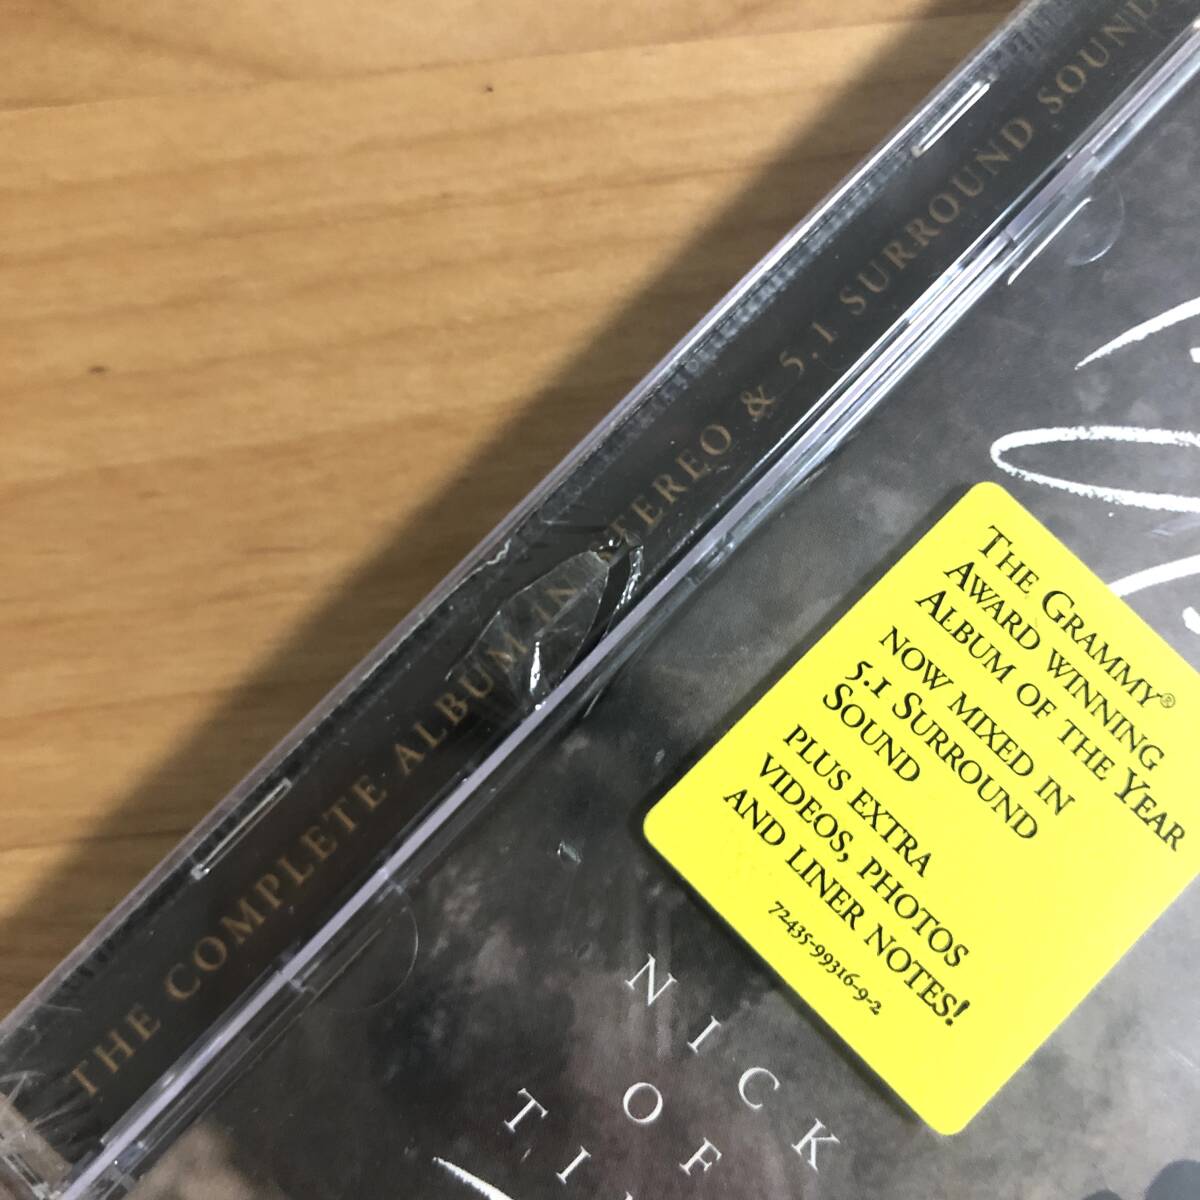 THE COMPLETE ALBUM IN STEREO & 5.1 SURROUND SOUND
THE GRAMMY®
AWARD WINNING
ALBUM OF THE YEAR
NOW MIXED IN
5.1 SURROUND
SOUND
PLUS EXTRA
VIDEOS, PHOTOS
AND LINER NOTES!
72435-99316-9-2
NICK
OF